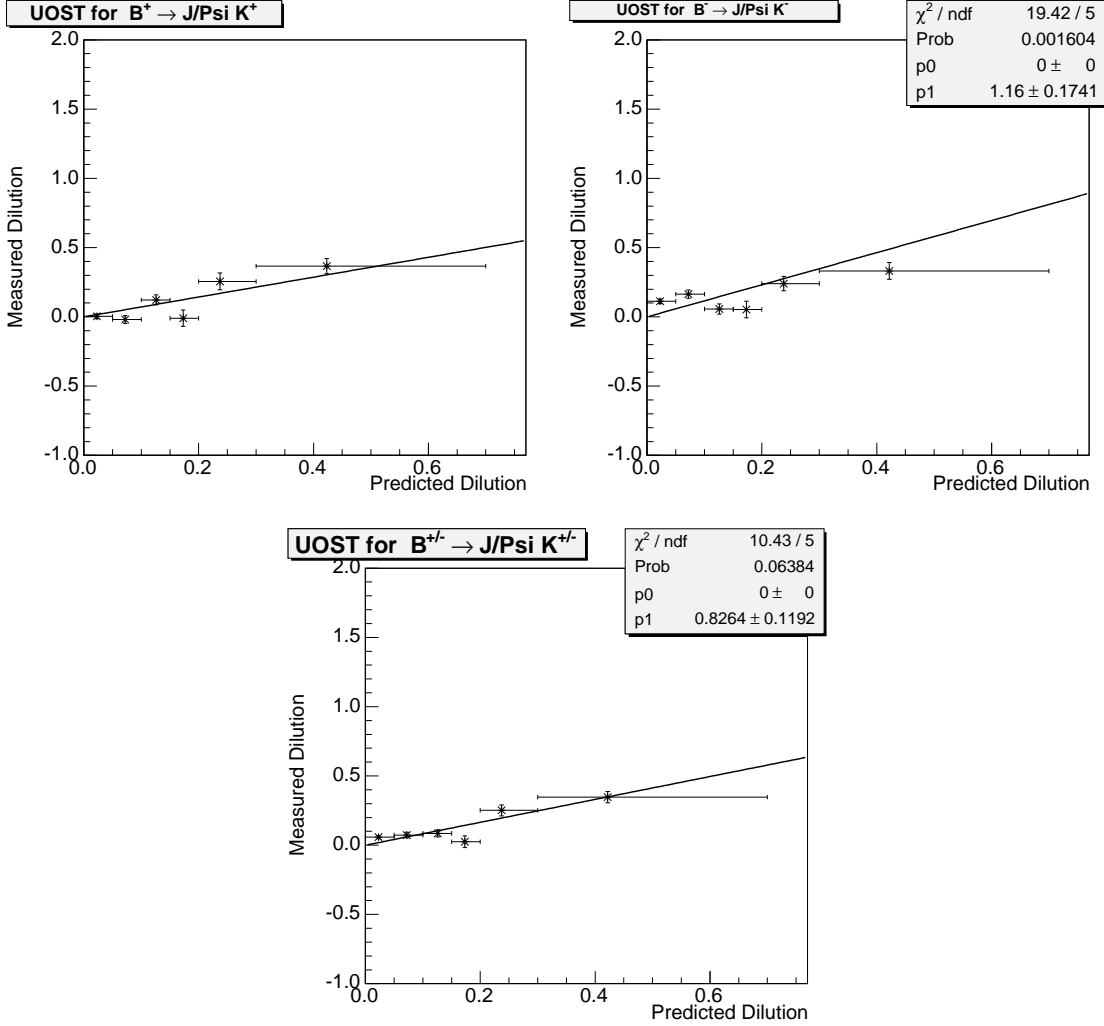 UOST for B⁺ → J/Psi K⁺
2.0
1.5
1.0
0.5
0.0
-0.5
-1.0
Measured Dilution
0.0 0.2 0.4 0.6
Predicted Dilution
UOST for B⁻ → J/Psi K⁻
χ² / ndf 19.42 / 5
Prob 0.001604
p0 0 ± 0
p1 1.16 ± 0.1741
2.0
1.5
1.0
0.5
0.0
-0.5
-1.0
Measured Dilution
0.0 0.2 0.4 0.6
Predicted Dilution
UOST for B⁺/⁻ → J/Psi K⁺/⁻
χ² / ndf 10.43 / 5
Prob 0.06384
p0 0 ± 0
p1 0.8264 ± 0.1192
2.0
1.5
1.0
0.5
0.0
-0.5
-1.0
Measured Dilution
0.0 0.2 0.4 0.6
Predicted Dilution